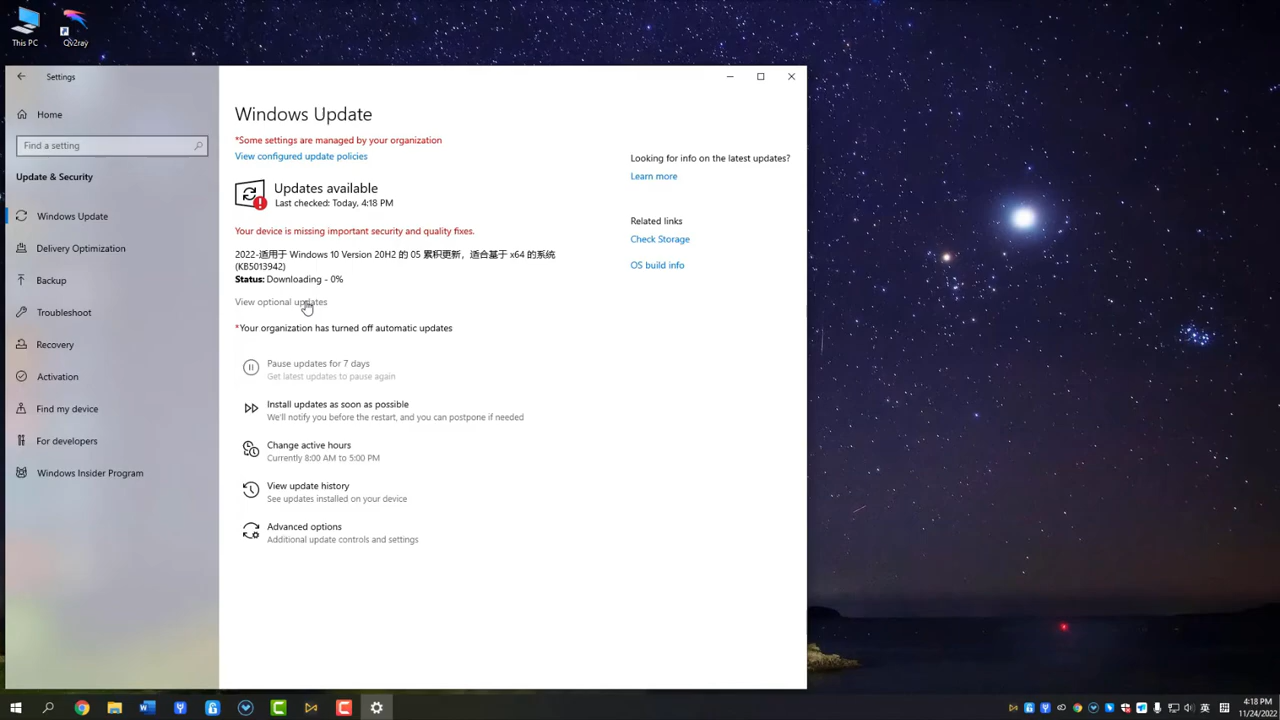 This PC
QtZray
Settings
Home
Find a setting
Update & Security
Windows Update
Delivery Optimization
Backup
Troubleshoot
Recovery
Activation
Find my device
For developers
Windows Insider Program
Windows Update
*Some settings are managed by your organization
View configured update policies
Updates available
Last checked: Today, 4:18 PM
Your device is missing important security and quality fixes.
2022-适用于 Windows 10 Version 20H2 的 05 累积更新，适合基于 x64 的系统
(KB5013942)
Status: Downloading - 0%
View optional updates
*Your organization has turned off automatic updates
Pause updates for 7 days
Get latest updates to pause again
Install updates as soon as possible
We'll notify you before the restart, and you can postpone if needed
Change active hours
Currently 8:00 AM to 5:00 PM
View update history
See updates installed on your device
Advanced options
Additional update controls and settings
Looking for info on the latest updates?
Learn more
Related links
Check Storage
OS build info
英
4:18 PM
11/24/2022